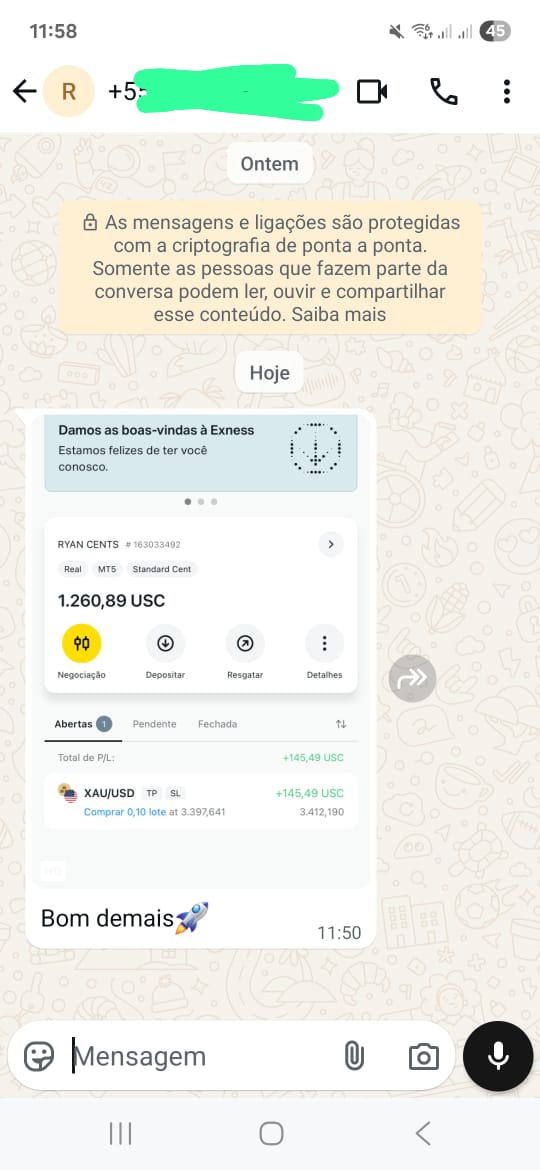 11:58
45
R
+55
Ontem
As mensagens e ligações são protegidas
com a criptografia de ponta a ponta.
Somente as pessoas que fazem parte da
conversa podem ler, ouvir e compartilhar
esse conteúdo. Saiba mais
Hoje
Damos as boas-vindas à Exness
Estamos felizes de ter você
conosco.
RYAN CENTS # 163033492
Real MT5 Standard Cent
1.260,89 USC
Negociação Depositar Resgatar Detalhes
Abertas 1 Pendente Fechada
Total de P/L: +145,49 USC
XAU/USD TP SL +145,49 USC
Comprar 0,10 lote at 3.397,641 3.412,190
HD
Bom demais🚀
11:50
Mensagem